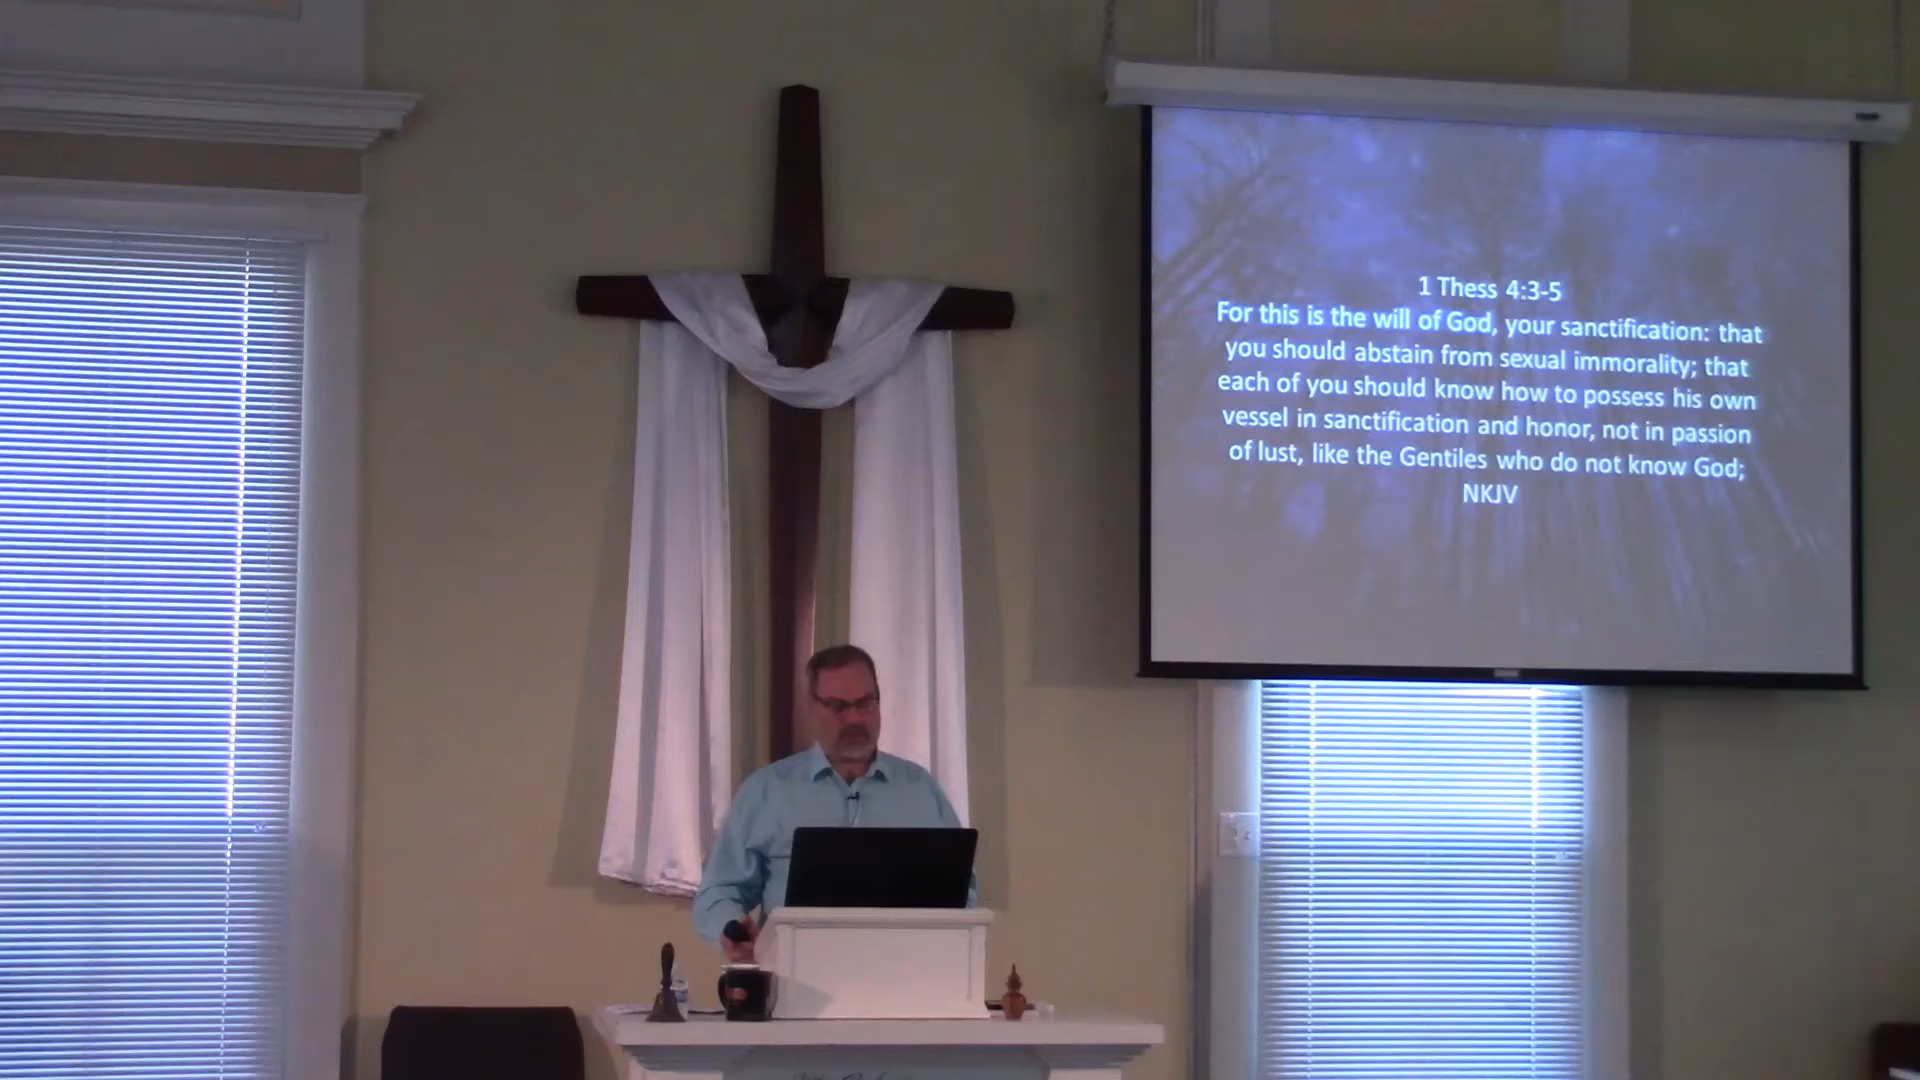 1 Thess 4:3-5
For this is the will of God, your sanctification: that
you should abstain from sexual immorality; that
each of you should know how to possess his own
vessel in sanctification and honor, not in passion
of lust, like the Gentiles who do not know God;
NKJV